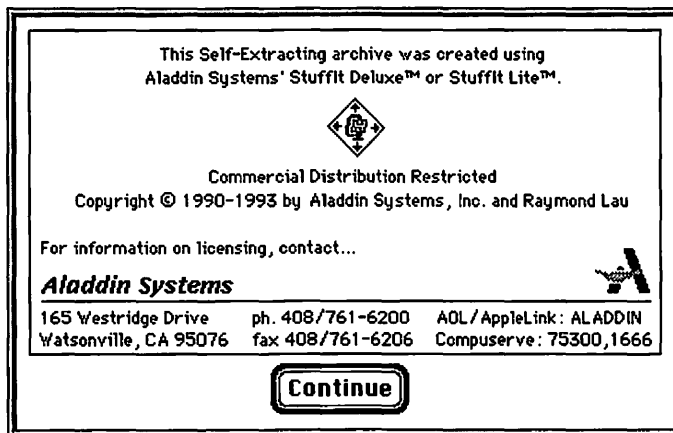 This Self-Extracting archive was created using
Aladdin Systems' StuffIt Deluxe™ or StuffIt Lite™.
Commercial Distribution Restricted
Copyright © 1990-1993 by Aladdin Systems, Inc. and Raymond Lau
For information on licensing, contact...
Aladdin Systems
165 Westridge Drive ph. 408/761-6200 AOL/AppleLink: ALADDIN
Watsonville, CA 95076 fax 408/761-6206 Compuserve: 75300,1666
Continue